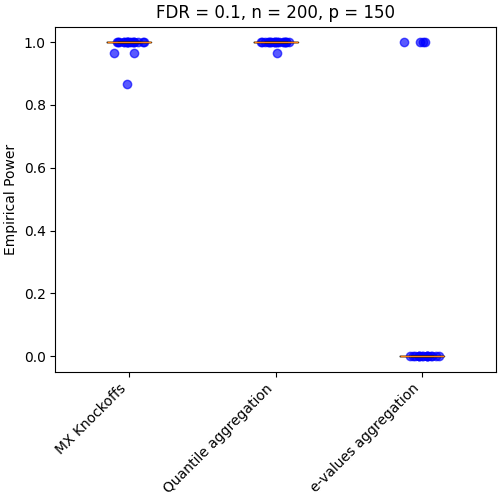 FDR = 0.1, n = 200, p = 150
Empirical Power
1.0
0.8
0.6
0.4
0.2
0.0
MX Knockoffs
Quantile aggregation
e-values aggregation